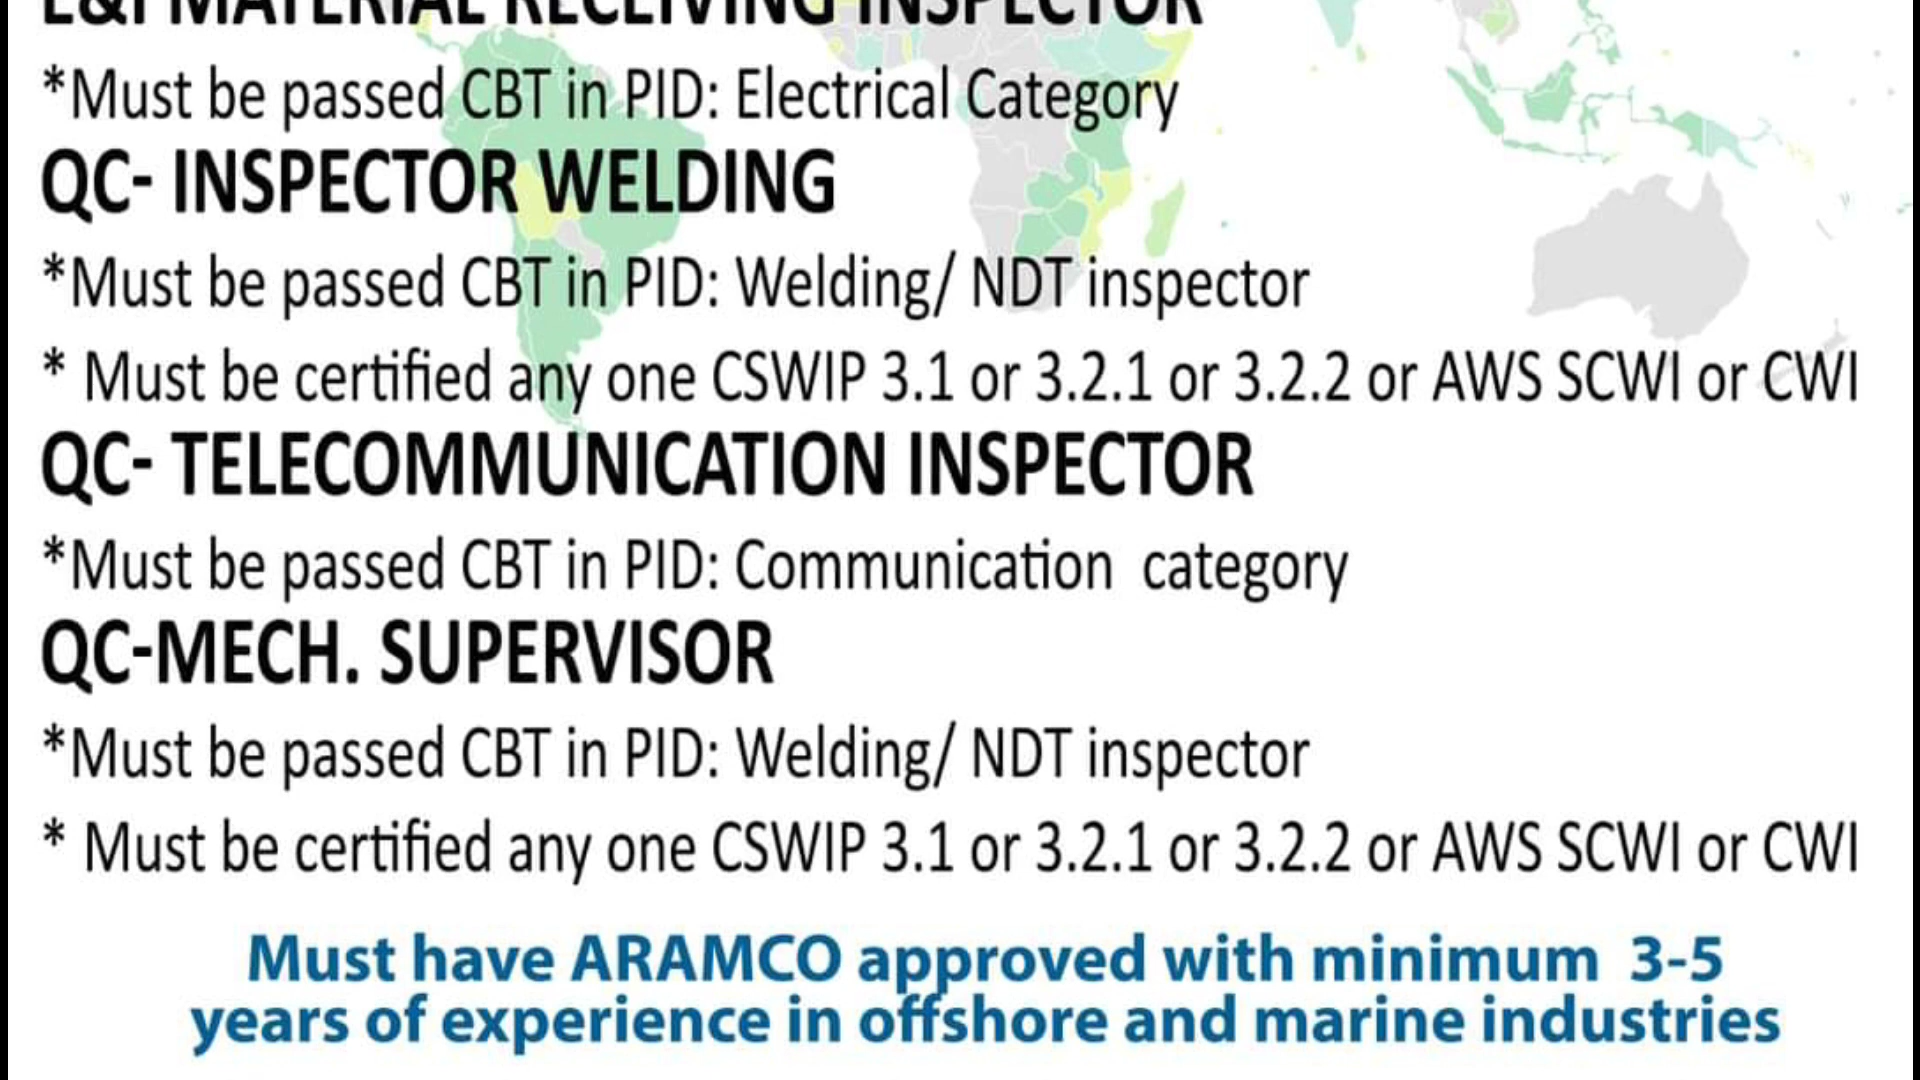 E&I MATERIAL RECEIVING INSPECTOR
*Must be passed CBT in PID: Electrical Category
QC- INSPECTOR WELDING
*Must be passed CBT in PID: Welding/ NDT inspector
* Must be certified any one CSWIP 3.1 or 3.2.1 or 3.2.2 or AWS SCWI or CWI
QC- TELECOMMUNICATION INSPECTOR
*Must be passed CBT in PID: Communication  category
QC-MECH. SUPERVISOR
*Must be passed CBT in PID: Welding/ NDT inspector
* Must be certified any one CSWIP 3.1 or 3.2.1 or 3.2.2 or AWS SCWI or CWI
Must have ARAMCO approved with minimum  3-5
years of experience in offshore and marine industries